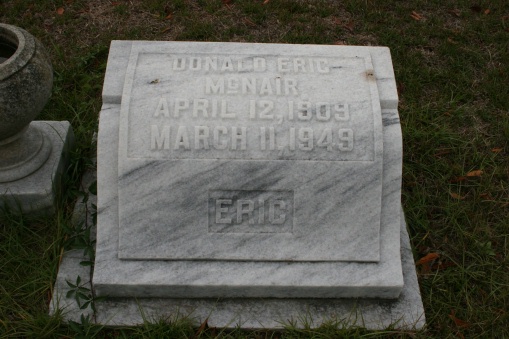 DONALD ERIC
McNAIR
APRIL 12, 1909
MARCH 11, 1949
ERIC